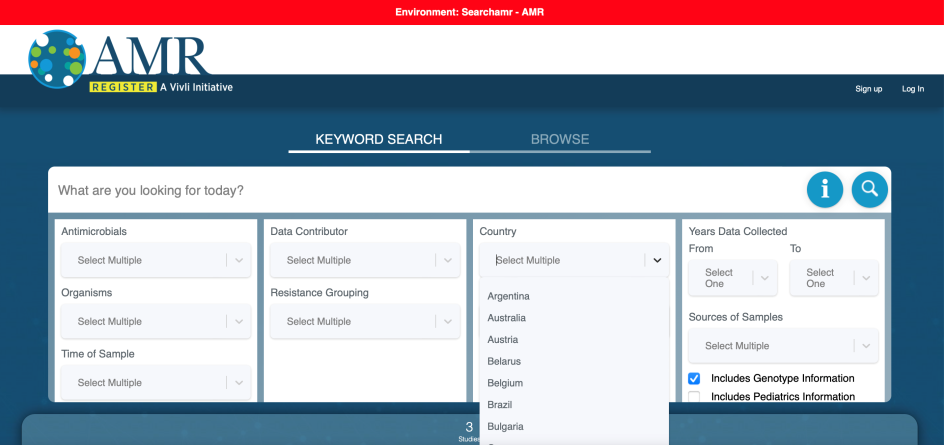 Environment: Searchamr - AMR
AMR
REGISTER A Vivli Initiative
Sign up Log In
KEYWORD SEARCH BROWSE
What are you looking for today?
i
Antimicrobials
Select Multiple
Organisms
Select Multiple
Time of Sample
Select Multiple
Data Contributor
Select Multiple
Resistance Grouping
Select Multiple
Country
Select Multiple
Argentina
Australia
Austria
Belarus
Belgium
Brazil
Bulgaria
Years Data Collected
From To
Select One
Select One
Sources of Samples
Select Multiple
Includes Genotype Information
Includes Pediatrics Information
3